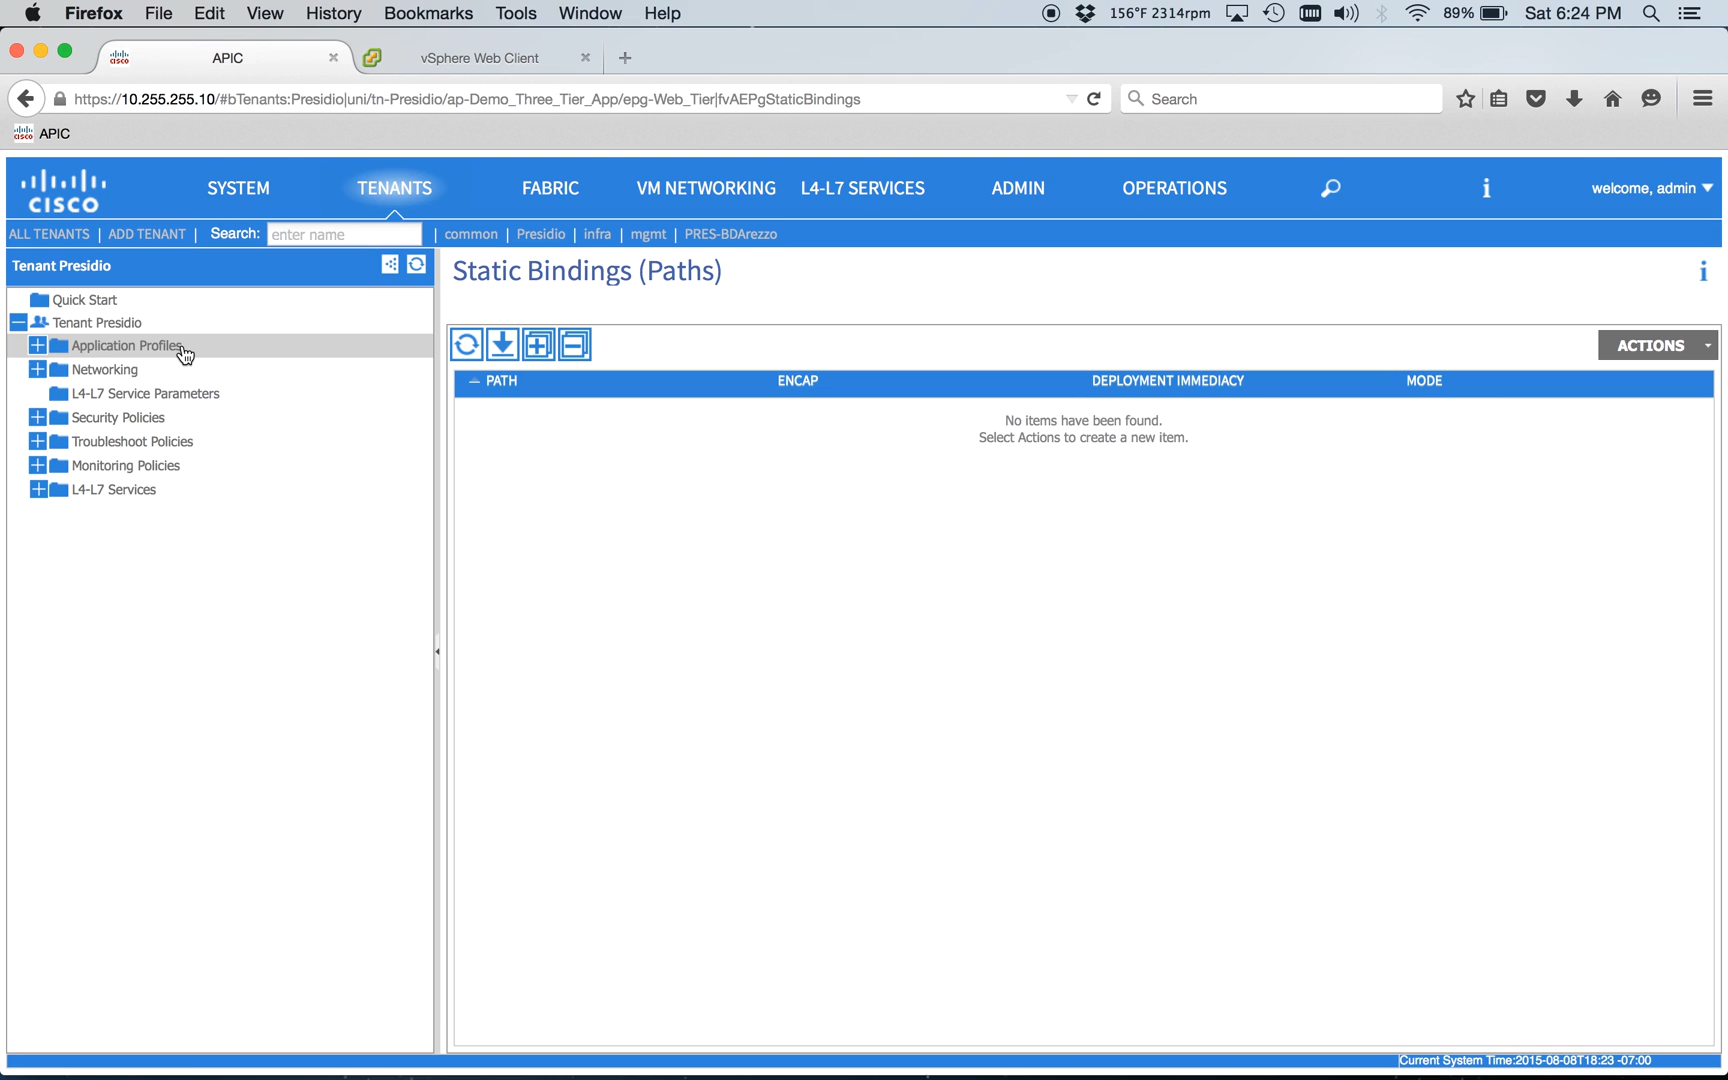 Firefox File Edit View History Bookmarks Tools Window Help 156°F 2314rpm 89% Sat 6:24 PM
APIC vSphere Web Client
https://10.255.255.10/#bTenants:Presidio|uni/tn-Presidio/ap-Demo_Three_Tier_App/epg-Web_Tier|fvAEPgStaticBindings Search
APIC
CISCO SYSTEM TENANTS FABRIC VM NETWORKING L4-L7 SERVICES ADMIN OPERATIONS welcome, admin
ALL TENANTS | ADD TENANT | Search: enter name | common | Presidio | infra | mgmt | PRES-BDArezzo
Tenant Presidio
Quick Start
Tenant Presidio
Application Profiles
Networking
L4-L7 Service Parameters
Security Policies
Troubleshoot Policies
Monitoring Policies
L4-L7 Services
Static Bindings (Paths)
ACTIONS
PATH ENCAP DEPLOYMENT IMMEDIACY MODE
No items have been found.
Select Actions to create a new item.
Current System Time:2015-08-08T18:23 -07:00